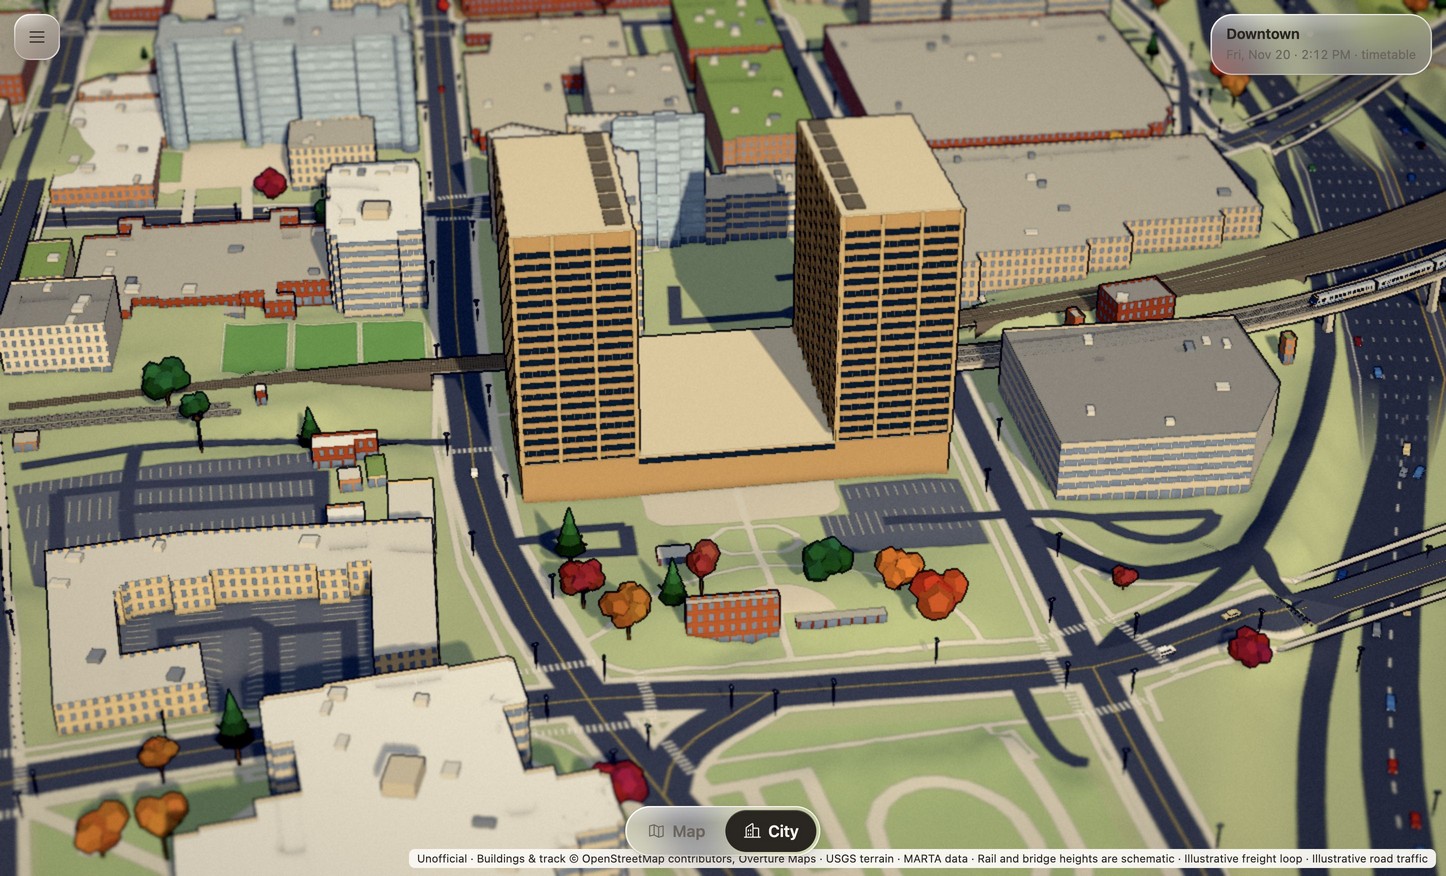 Downtown
Fri, Nov 20 · 2:12 PM · timetable
Map
City
Unofficial · Buildings & track © OpenStreetMap contributors, Overture Maps · USGS terrain · MARTA data · Rail and bridge heights are schematic · Illustrative freight loop · Illustrative road traffic